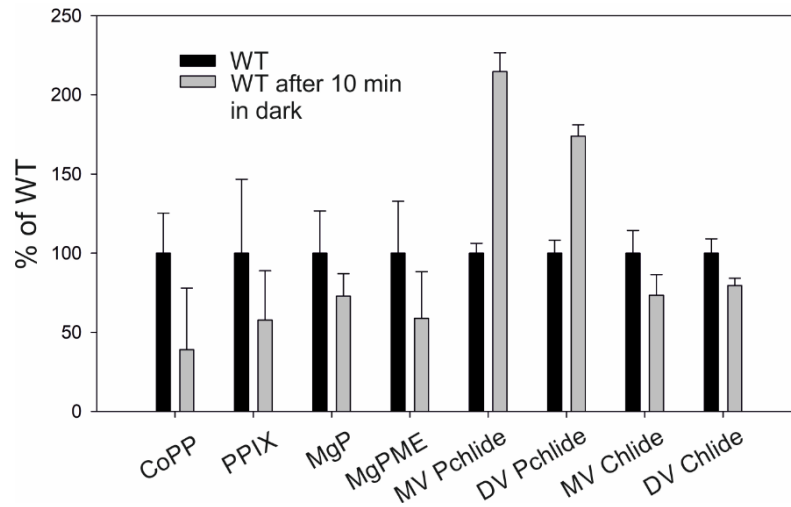 250
200
150
100
50
0
% of WT
WT
WT after 10 min
in dark
CoPP
PPIX
MgP
MgPME
MV Pchlide
DV Pchlide
MV Chlide
DV Chlide